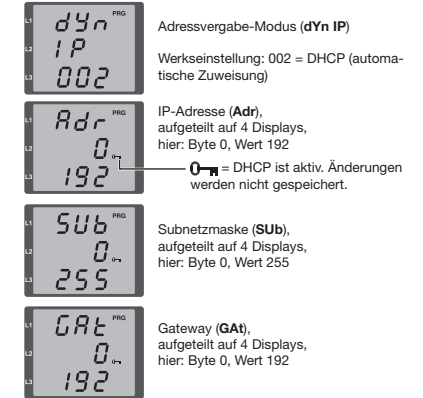 L1 dYn PRG
L2 IP
L3 002
Adressvergabe-Modus (dYn IP)
Werkseinstellung: 002 = DHCP (automa-
tische Zuweisung)
L1 Adr PRG
L2 0
L3 192
IP-Adresse (Adr),
aufgeteilt auf 4 Displays,
hier: Byte 0, Wert 192
= DHCP ist aktiv. Änderungen
werden nicht gespeichert.
L1 SUb PRG
L2 0
L3 255
Subnetzmaske (SUb),
aufgeteilt auf 4 Displays,
hier: Byte 0, Wert 255
L1 GAt PRG
L2 0
L3 192
Gateway (GAt),
aufgeteilt auf 4 Displays,
hier: Byte 0, Wert 192